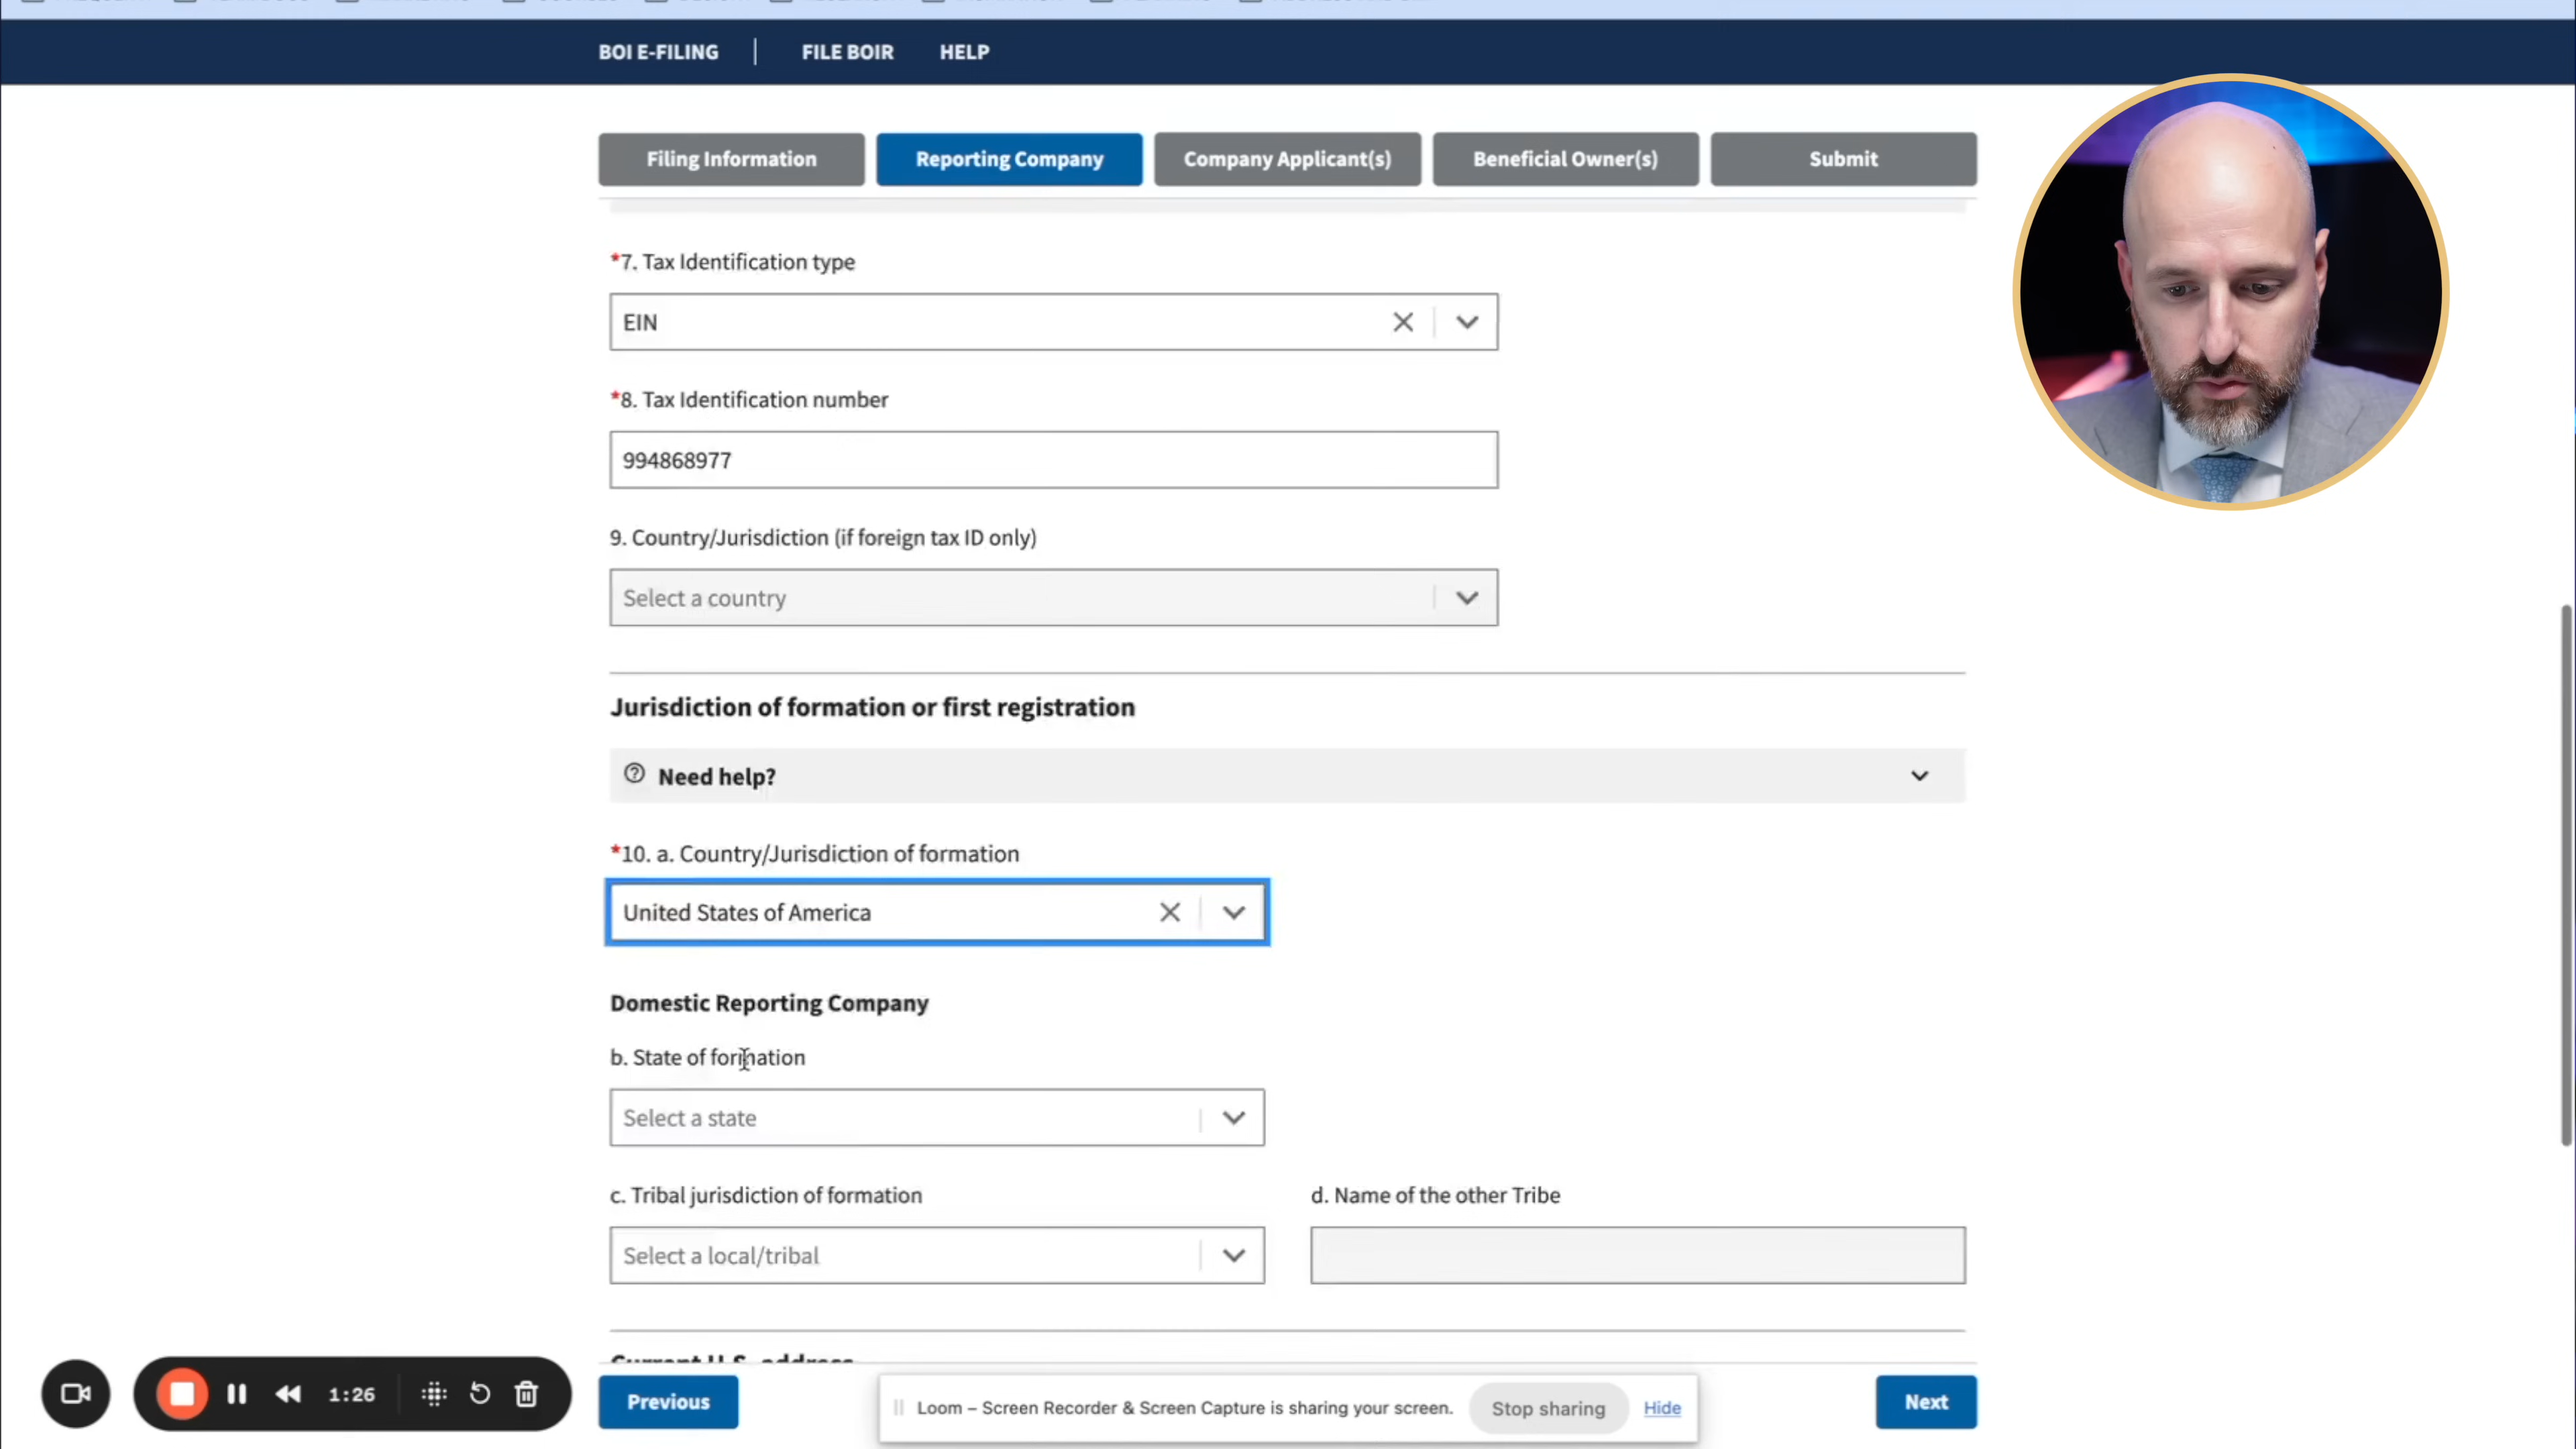 BOI E-FILING | FILE BOIR HELP
Filing Information Reporting Company Company Applicant(s) Beneficial Owner(s) Submit
*7. Tax Identification type
EIN
*8. Tax Identification number
994868977
9. Country/Jurisdiction (if foreign tax ID only)
Select a country
Jurisdiction of formation or first registration
Need help?
*10. a. Country/Jurisdiction of formation
United States of America
Domestic Reporting Company
b. State of formation
Select a state
c. Tribal jurisdiction of formation d. Name of the other Tribe
Select a local/tribal
Current U.S. address
1:26 Previous Loom – Screen Recorder & Screen Capture is sharing your screen. Stop sharing Hide Next